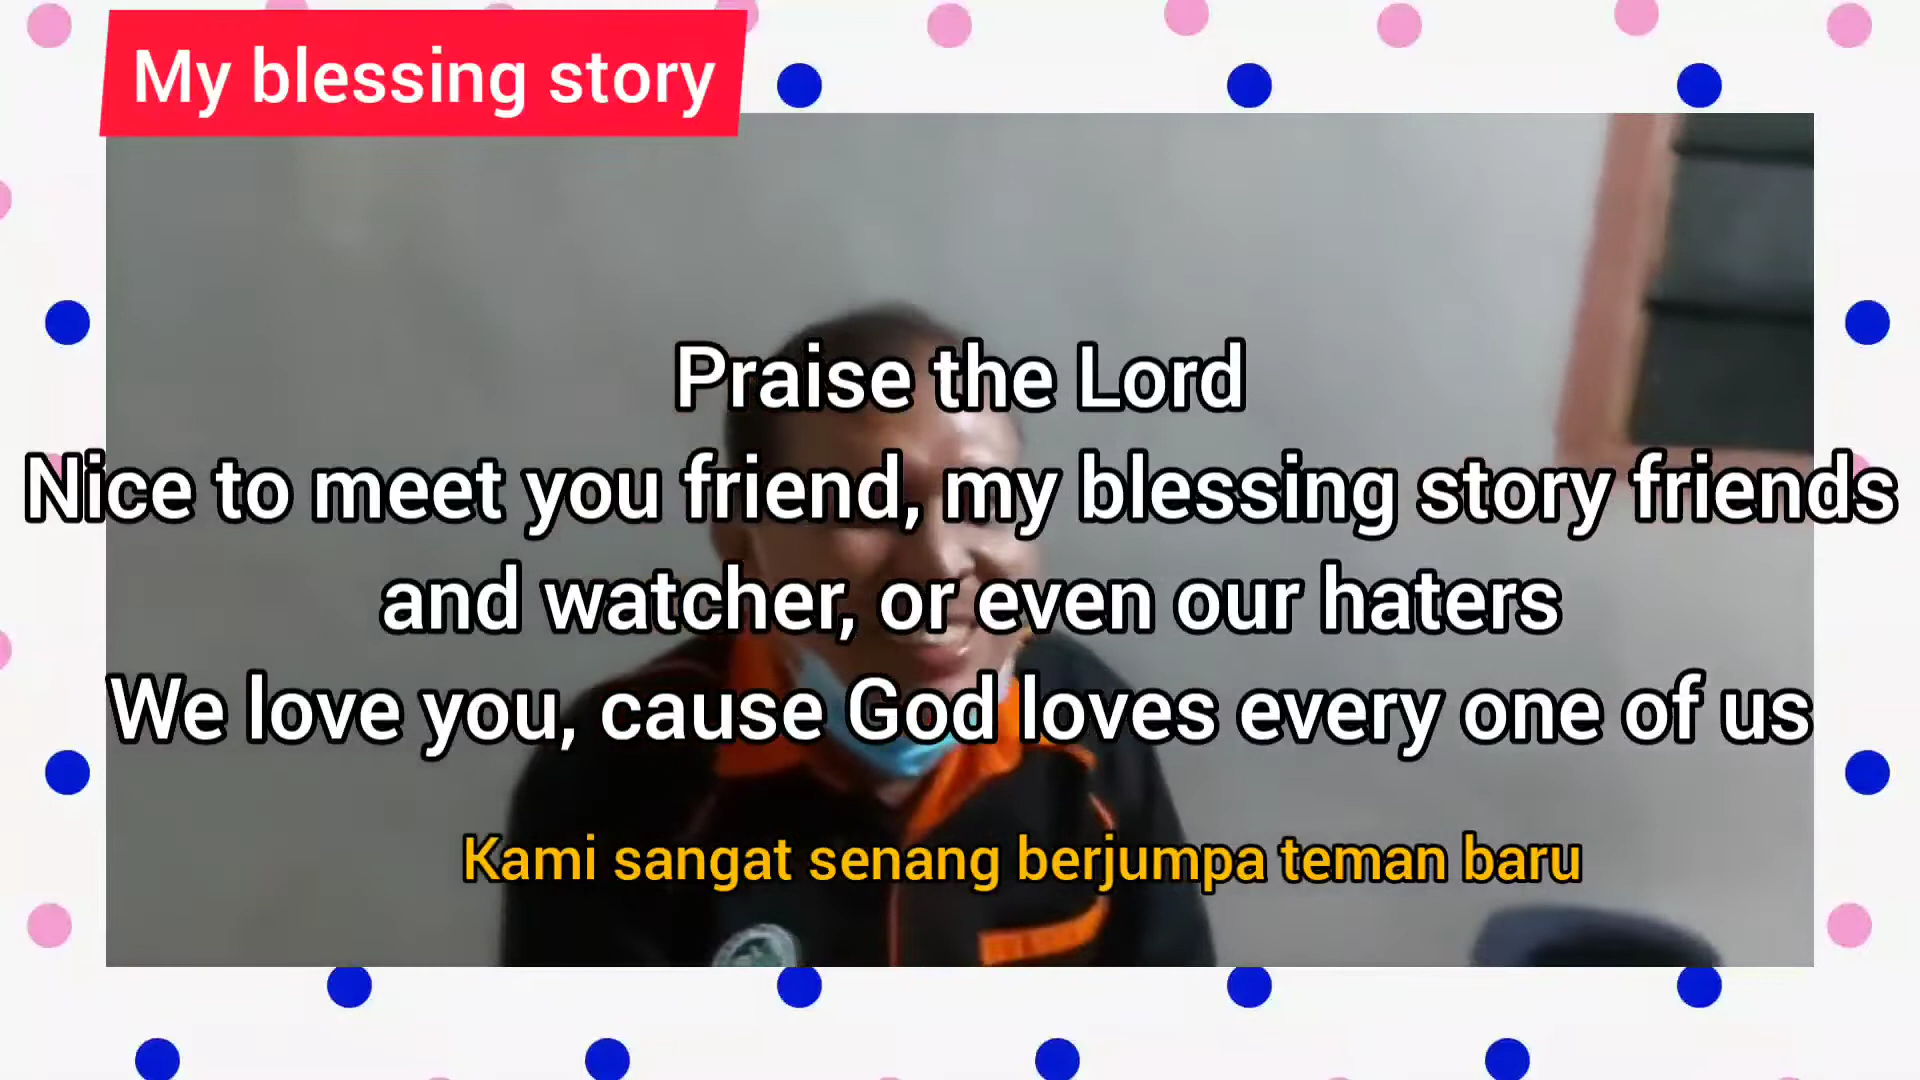 My blessing story
Praise the Lord
Nice to meet you friend, my blessing story friends
and watcher, or even our haters
We love you, cause God loves every one of us
Kami sangat senang berjumpa teman baru